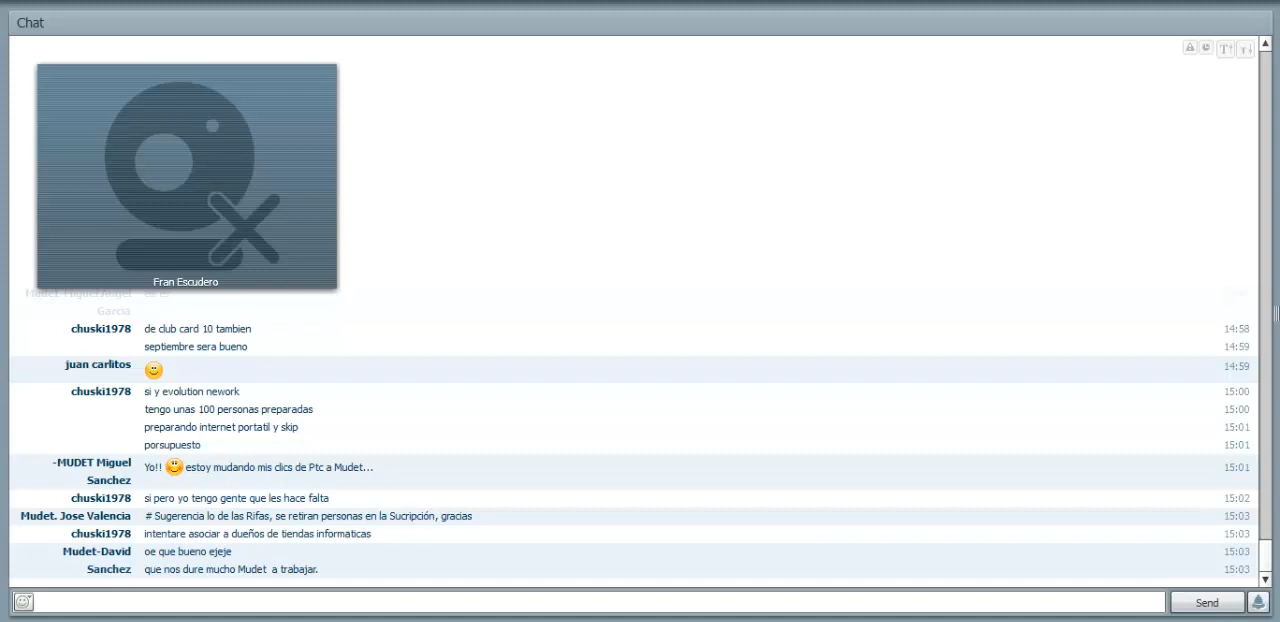 Chat
T↑ T↓
Fran Escudero
Mudet. Miguel Angel
Garcia
chuski1978 de club card 10 tambien 14:58
septiembre sera bueno 14:59
juan carlitos 14:59
chuski1978 si y evolution nework 15:00
tengo unas 100 personas preparadas 15:00
preparando internet portatil y skip 15:01
porsupuesto 15:01
-MUDET Miguel Sanchez Yo!! estoy mudando mis clics de Ptc a Mudet... 15:01
chuski1978 si pero yo tengo gente que les hace falta 15:02
Mudet. Jose Valencia # Sugerencia lo de las Rifas, se retiran personas en la Sucripción, gracias 15:03
chuski1978 intentare asociar a dueños de tiendas informaticas 15:03
Mudet-David oe que bueno ejeje 15:03
Sanchez que nos dure mucho Mudet a trabajar. 15:03
Send